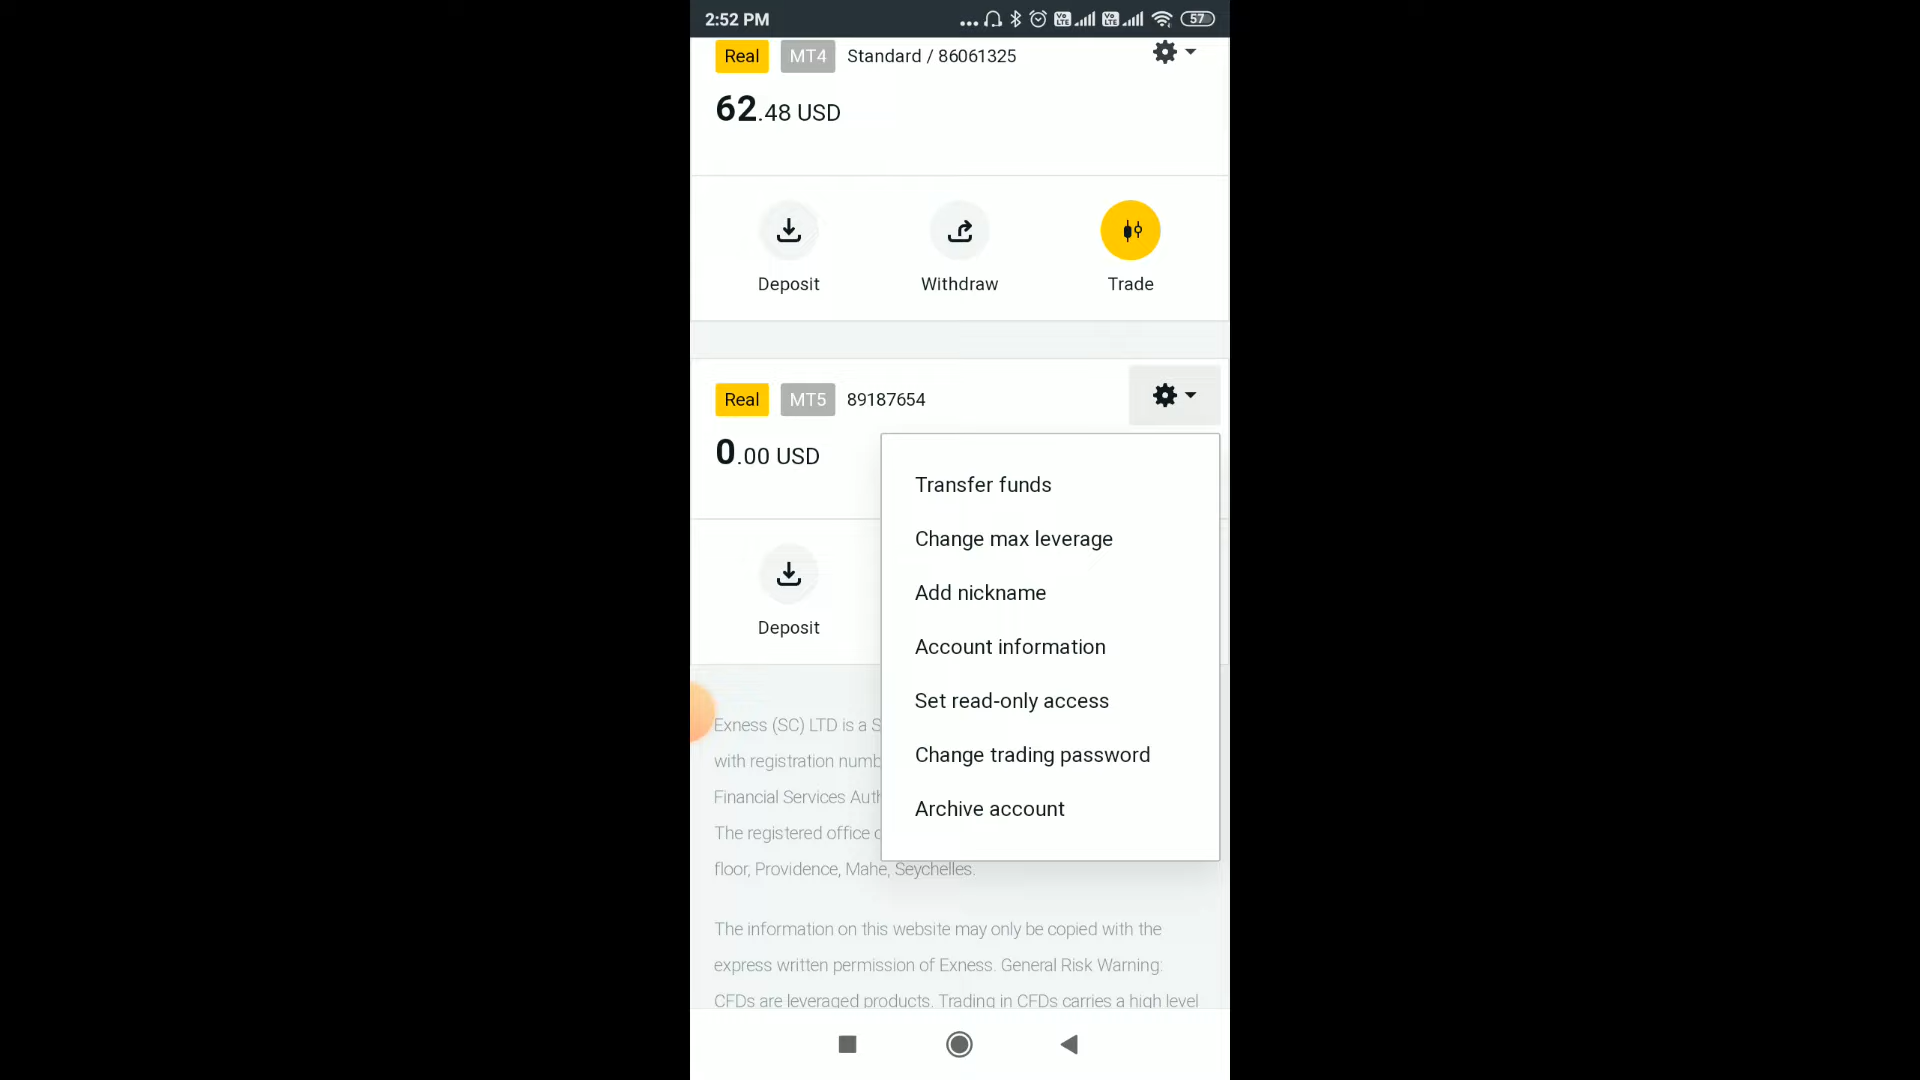 2:52 PM
57
Real MT4 Standard / 86061325
62.48 USD
Deposit Withdraw Trade
Real MT5 89187654
0.00 USD
Transfer funds
Change max leverage
Add nickname
Account information
Set read-only access
Change trading password
Archive account
Deposit
Exness (SC) LTD is a S
with registration numb
Financial Services Auth
The registered office
floor, Providence, Mahe, Seychelles.
The information on this website may only be copied with the
express written permission of Exness. General Risk Warning:
CFDs are leveraged products. Trading in CFDs carries a high level